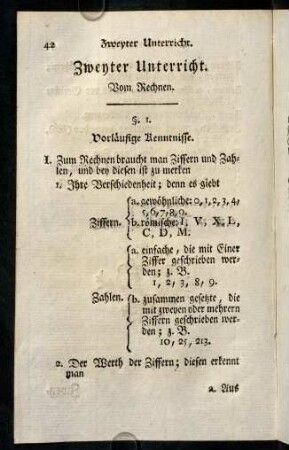 42 Zweyter Unterricht.
Zweyter Unterricht.
Vom Rechnen.
§. 1.
Vorläufige Kenntnisse.
I. Zum Rechnen braucht man Ziffern und Zah-
len, und bey diesen ist zu merken
1. Ihre Verschiedenheit; denn es giebt
Ziffern.
a. gewöhnliche: 0, 1, 2, 3, 4,
5, 6, 7, 8, 9.
b. römische: I, V, X, L,
C, D, M.
Zahlen.
a. einfache, die mit Einer
Ziffer geschrieben wer-
den; z. B.
1, 2, 3, 8, 9.
b. zusammen gesetzte, die
mit zweyen oder mehrern
Ziffern geschrieben wer-
den; z. B.
10, 25, 213.
2. Der Werth der Ziffern; diesen erkennt
man
a. Aus